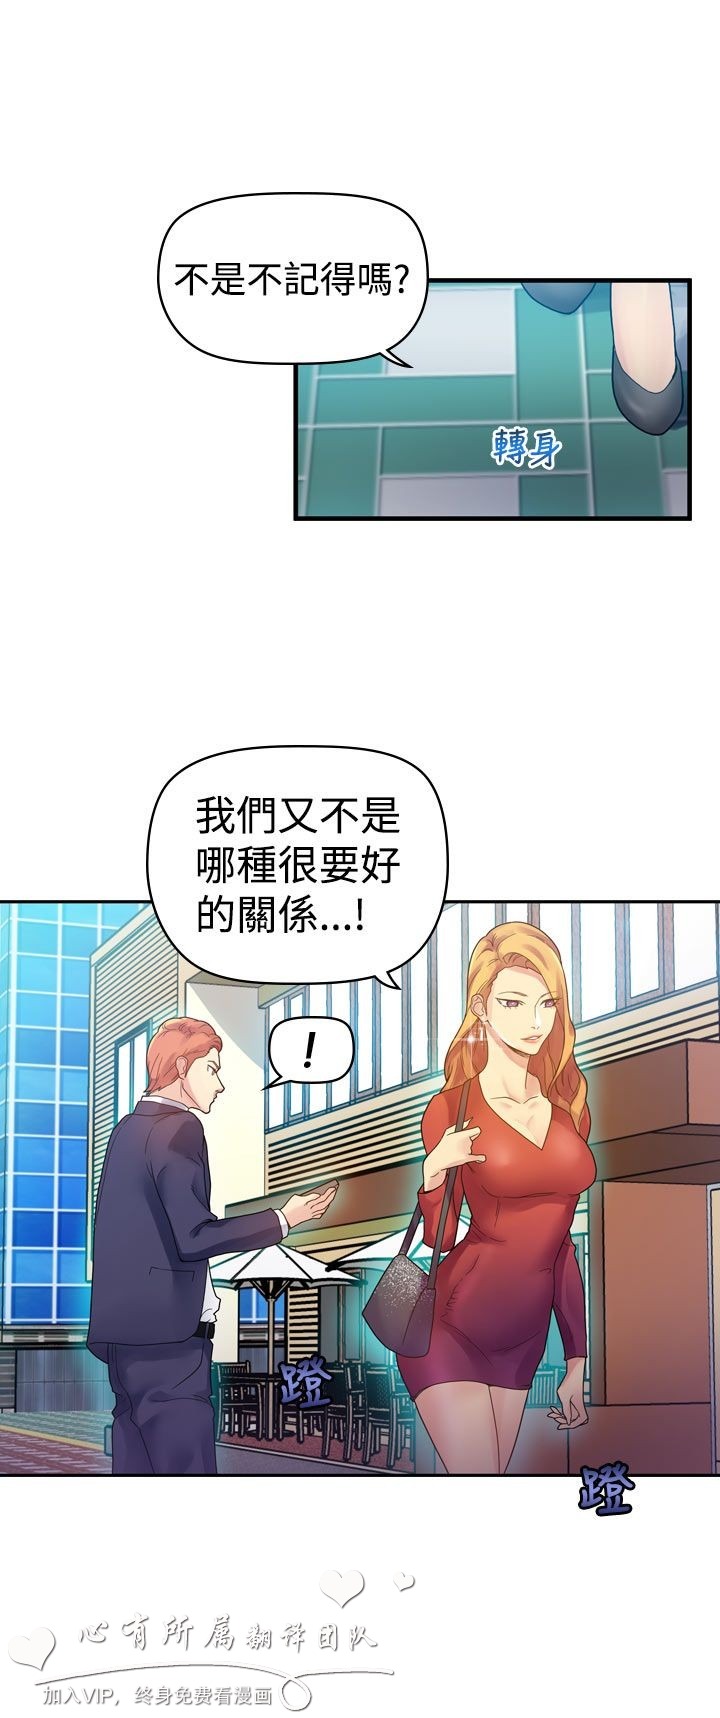 不是不記得嗎?
轉身
我們又不是
哪種很要好
的關係...!
!
蹬
蹬
心有所属翻译团队
加入VIP，终身免费看漫画